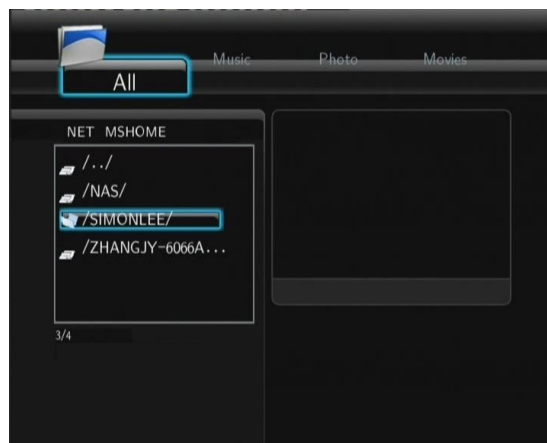 All Music Photo Movies
NET MSHOME
/../
/NAS/
/SIMONLEE/
/ZHANGJY-6066A...
3/4